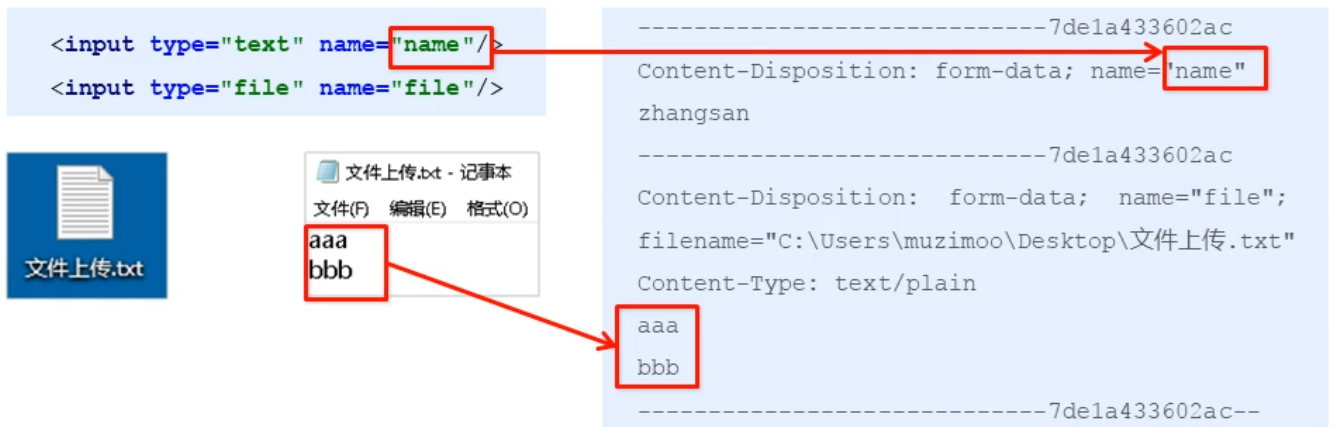 <input type="text" name="name"/>
<input type="file" name="file"/>
文件上传.txt
文件上传.txt - 记事本
文件(F) 编辑(E) 格式(O)
aaa
bbb
-----------------------------7de1a433602ac
Content-Disposition: form-data; name="name"
zhangsan
-----------------------------7de1a433602ac
Content-Disposition: form-data; name="file";
filename="C:\Users\muzimoo\Desktop\文件上传.txt"
Content-Type: text/plain
aaa
bbb
-----------------------------7de1a433602ac--